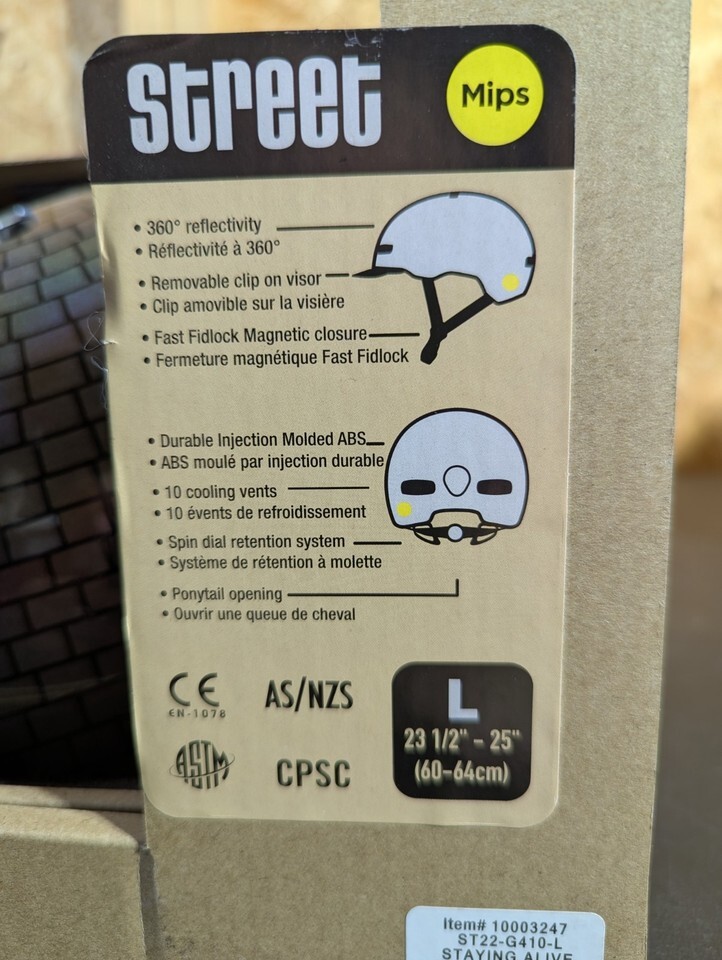 Street
Mips
• 360° reflectivity
• Réflectivité à 360°
• Removable clip on visor
• Clip amovible sur la visière
• Fast Fidlock Magnetic closure
• Fermeture magnétique Fast Fidlock
• Durable Injection Molded ABS
• ABS moulé par injection durable
• 10 cooling vents
• 10 évents de refroidissement
• Spin dial retention system
• Système de rétention à molette
• Ponytail opening
• Ouvrir une queue de cheval
CE
EN-1078
AS/NZS
ASTM
CPSC
L
23 1/2" - 25"
(60-64cm)
Item# 10003247
ST22-G410-L
STAYING ALIVE